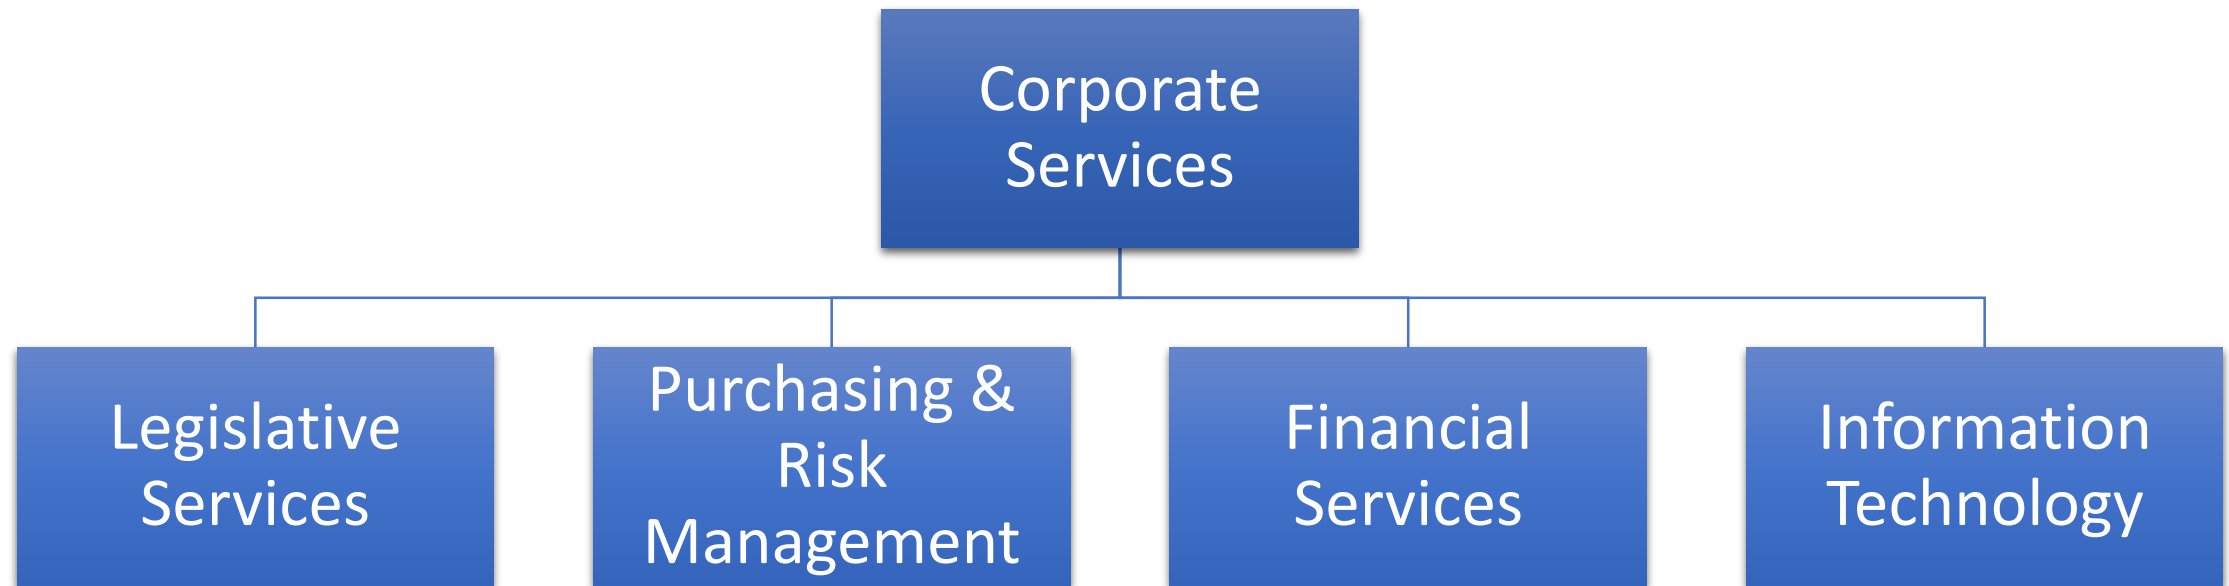 Corporate
Services
Legislative
Services
Purchasing &
Risk
Management
Financial
Services
Information
Technology